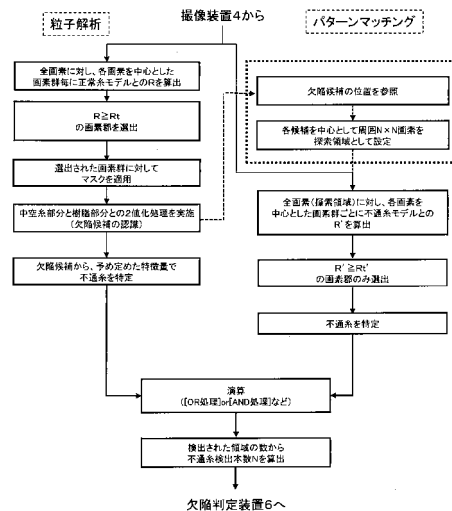 撮像装置4から
粒子解析
パターンマッチング
全画素に対し、各画素を中心とした
画素群毎に正常糸モデルとのRを算出
R≧Rt
の画素郡を選出
選出された画素群に対して
マスクを適用
中空糸部分と樹脂部分との2値化処理を実施
(欠陥候補の認識)
欠陥候補から、予め定めた特徴量で
不通糸を特定
欠陥候補の位置を参照
各候補を中心として周囲N×N画素を
探索領域として設定
全画素(探索領域)に対し、各画素を
中心とした画素群ごとに不通糸モデルとの
R'を算出
R'≧Rt'
の画素郡のみ選出
不通糸を特定
演算
([OR処理]or[AND処理]など)
検出された領域の数から
不通糸検出本数Nを算出
欠陥判定装置6へ